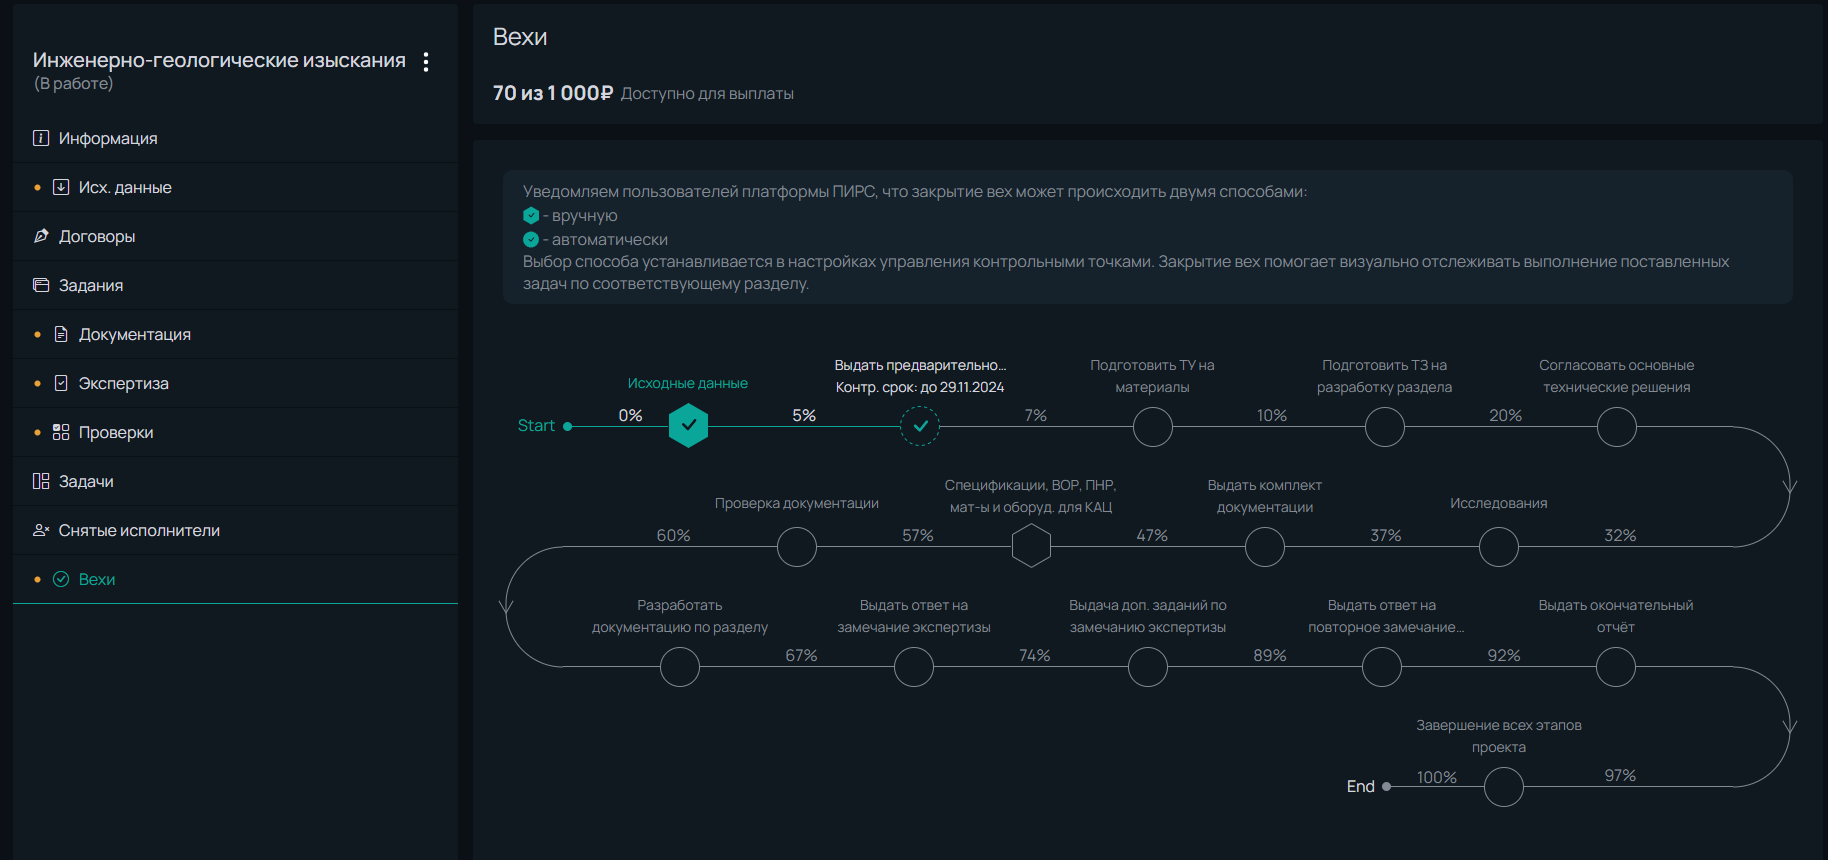 Инженерно-геологические изыскания
(В работе)
Информация
Исх. данные
Договоры
Задания
Документация
Экспертиза
Проверки
Задачи
Снятые исполнители
Вехи
Вехи
70 из 1 000₽ Доступно для выплаты
Уведомляем пользователей платформы ПИРС, что закрытие вех может происходить двумя способами:
- вручную
- автоматически
Выбор способа устанавливается в настройках управления контрольными точками. Закрытие вех помогает визуально отслеживать выполнение поставленных
задач по соответствующему разделу.
Start
0%
Исходные данные
5%
Выдать предварительно...
Контр. срок: до 29.11.2024
7%
Подготовить ТУ на
материалы
10%
Подготовить ТЗ на
разработку раздела
20%
Согласовать основные
технические решения
32%
Исследования
37%
Выдать комплект
документации
47%
Спецификации, ВОР, ПНР,
мат-ы и оборуд. для КАЦ
57%
Проверка документации
60%
Разработать
документацию по разделу
67%
Выдать ответ на
замечание экспертизы
74%
Выдача доп. заданий по
замечанию экспертизы
89%
Выдать ответ на
повторное замечание...
92%
Выдать окончательный
отчёт
97%
Завершение всех этапов
проекта
100%
End